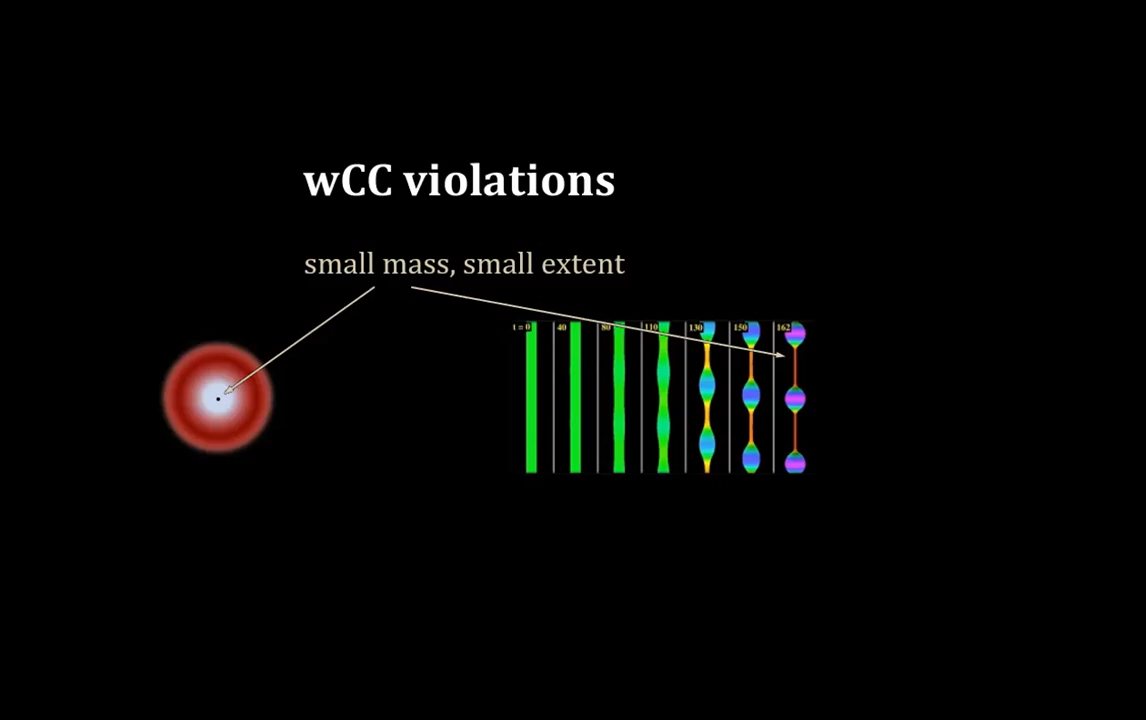 wCC violations
small mass, small extent
t = 0 40 80 110 130 150 162